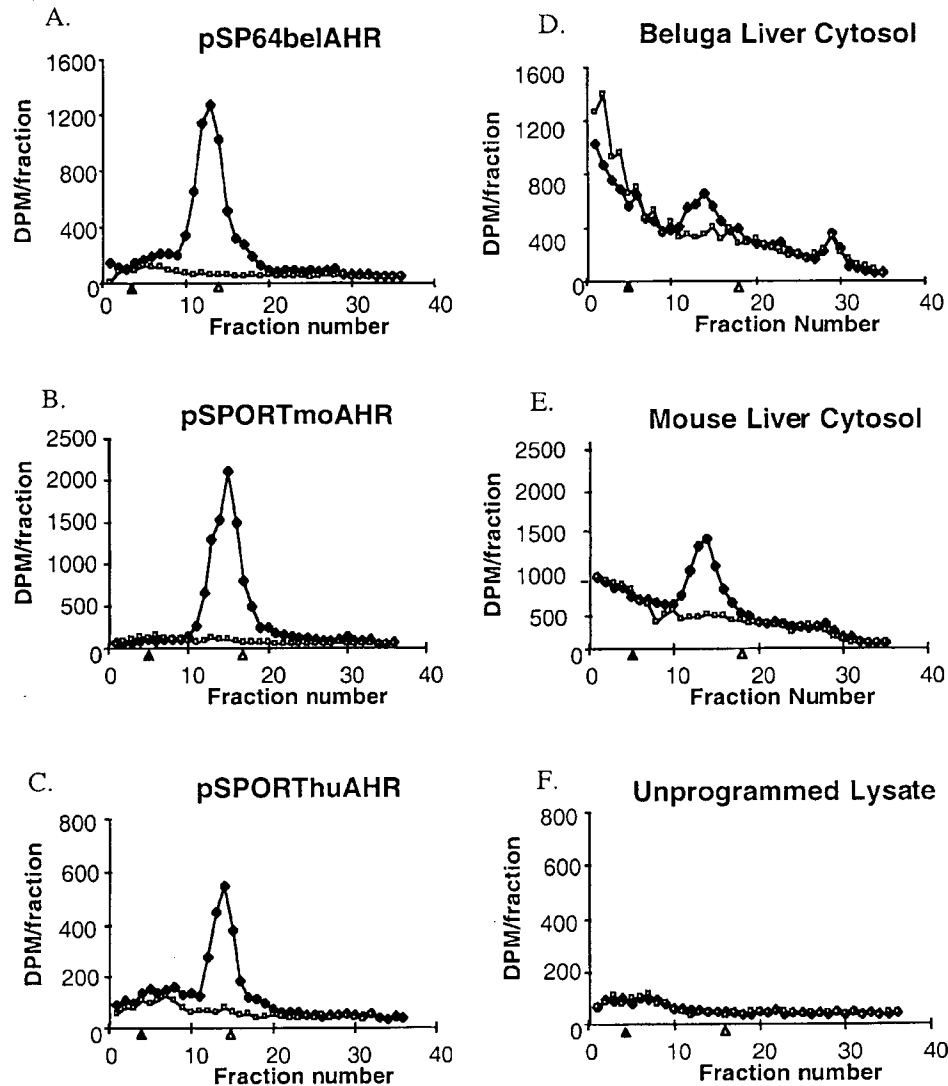 A.
pSP64belAHR
1600
1200
800
400
0
DPM/fraction
0 10 20 30 40
Fraction number
D.
Beluga Liver Cytosol
1600
1200
800
400
0
DPM/fraction
0 10 20 30 40
Fraction Number
B.
pSPORTmoAHR
2500
2000
1500
1000
500
0
DPM/fraction
0 10 20 30 40
Fraction number
E.
Mouse Liver Cytosol
2500
2000
1500
1000
500
0
DPM/fraction
0 10 20 30 40
Fraction Number
C.
pSPORThuAHR
800
600
400
200
0
DPM/fraction
0 10 20 30 40
Fraction number
F.
Unprogrammed Lysate
800
600
400
200
0
DPM/fraction
0 10 20 30 40
Fraction number